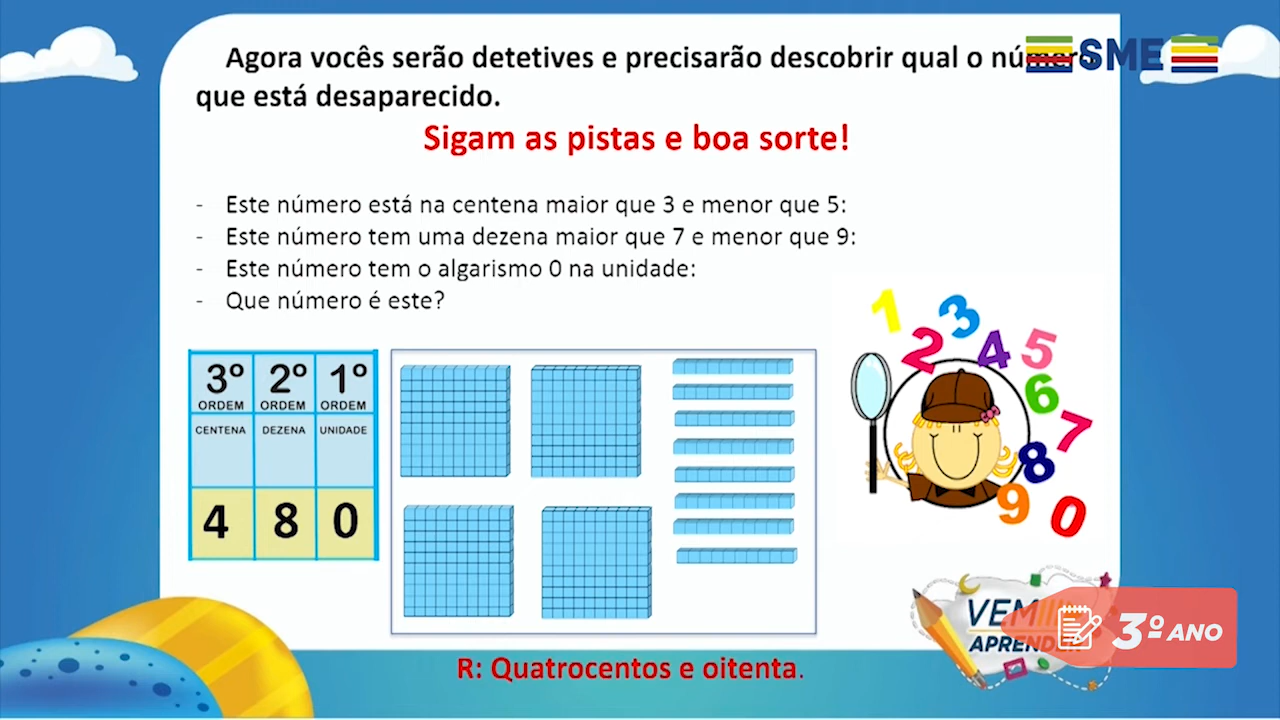 Agora vocês serão detetives e precisarão descobrir qual o número
que está desaparecido.
SME
Sigam as pistas e boa sorte!
- Este número está na centena maior que 3 e menor que 5:
- Este número tem uma dezena maior que 7 e menor que 9:
- Este número tem o algarismo 0 na unidade:
- Que número é este?
3º 2º 1º
ORDEM ORDEM ORDEM
CENTENA DEZENA UNIDADE
4 8 0
1 2 3 4 5 6 7 8 9 0
VEM
APRENDER
3º ANO
R: Quatrocentos e oitenta.